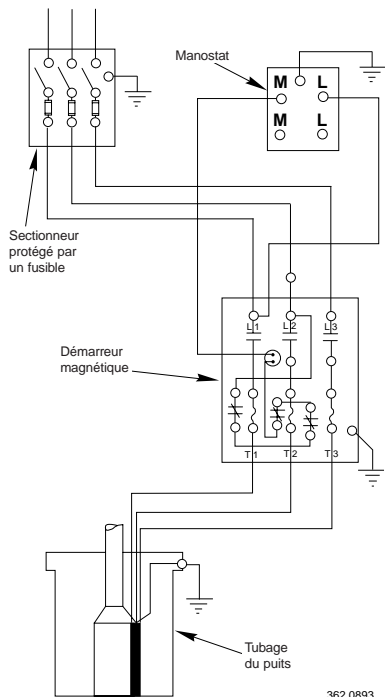 Manostat
M L
M L
Sectionneur
protégé par
un fusible
L1 L2 L3
Démarreur
magnétique
T1 T2 T3
Tubage
du puits
362 0893